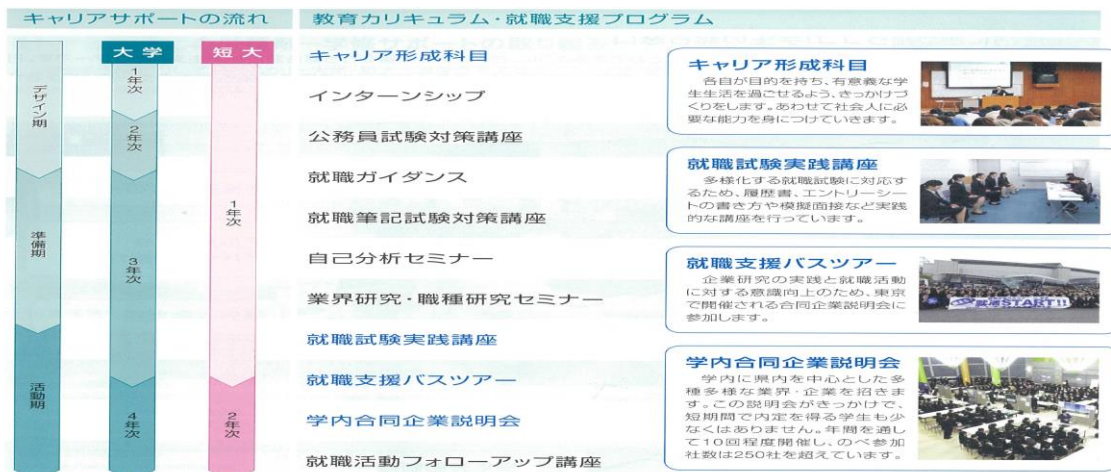 キャリアサポートの流れ
教育カリキュラム・就職支援プログラム
大学
短大
デザイン期
準備期
活動期
1年次
2年次
3年次
4年次
1年次
2年次
キャリア形成科目
インターンシップ
公務員試験対策講座
就職ガイダンス
就職筆記試験対策講座
自己分析セミナー
業界研究・職種研究セミナー
就職試験実践講座
就職支援バスツアー
学内合同企業説明会
就職活動フォローアップ講座
キャリア形成科目
各自が目的を持ち、有意義な学
生生活を過ごせるよう、きっかけづ
くりをします。あわせて社会人に必
要な能力を身につけていきます。
就職試験実践講座
多様化する就職試験に対応す
るため、履歴書、エントリーシー
トの書き方や模擬面接など実践
的な講座を行っています。
就職支援バスツアー
企業研究の実践と就職活動
に対する意識向上のため、東京
で開催される合同企業説明会に
参加します。
START!!
学内合同企業説明会
学内に県内を中心とした多
種多様な業界・企業を招きま
す。この説明会がきっかけで、
短期間で内定を得る学生も少
なくはありません。年間を通し
て10回程度開催し、のべ参加
社数は250社を超えています。